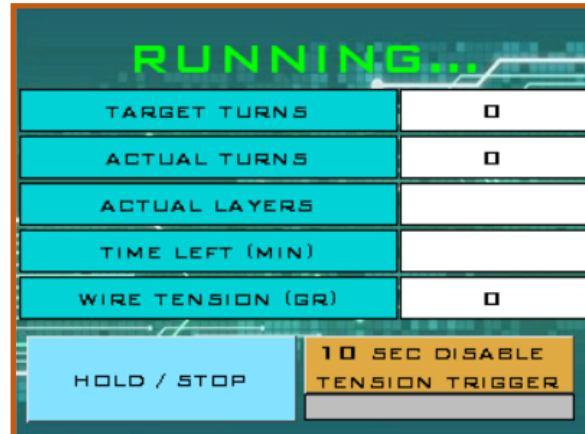 RUNNING...
TARGET TURNS 0
ACTUAL TURNS 0
ACTUAL LAYERS
TIME LEFT (MIN)
WIRE TENSION (GR) 0
HOLD / STOP
10 SEC DISABLE
TENSION TRIGGER